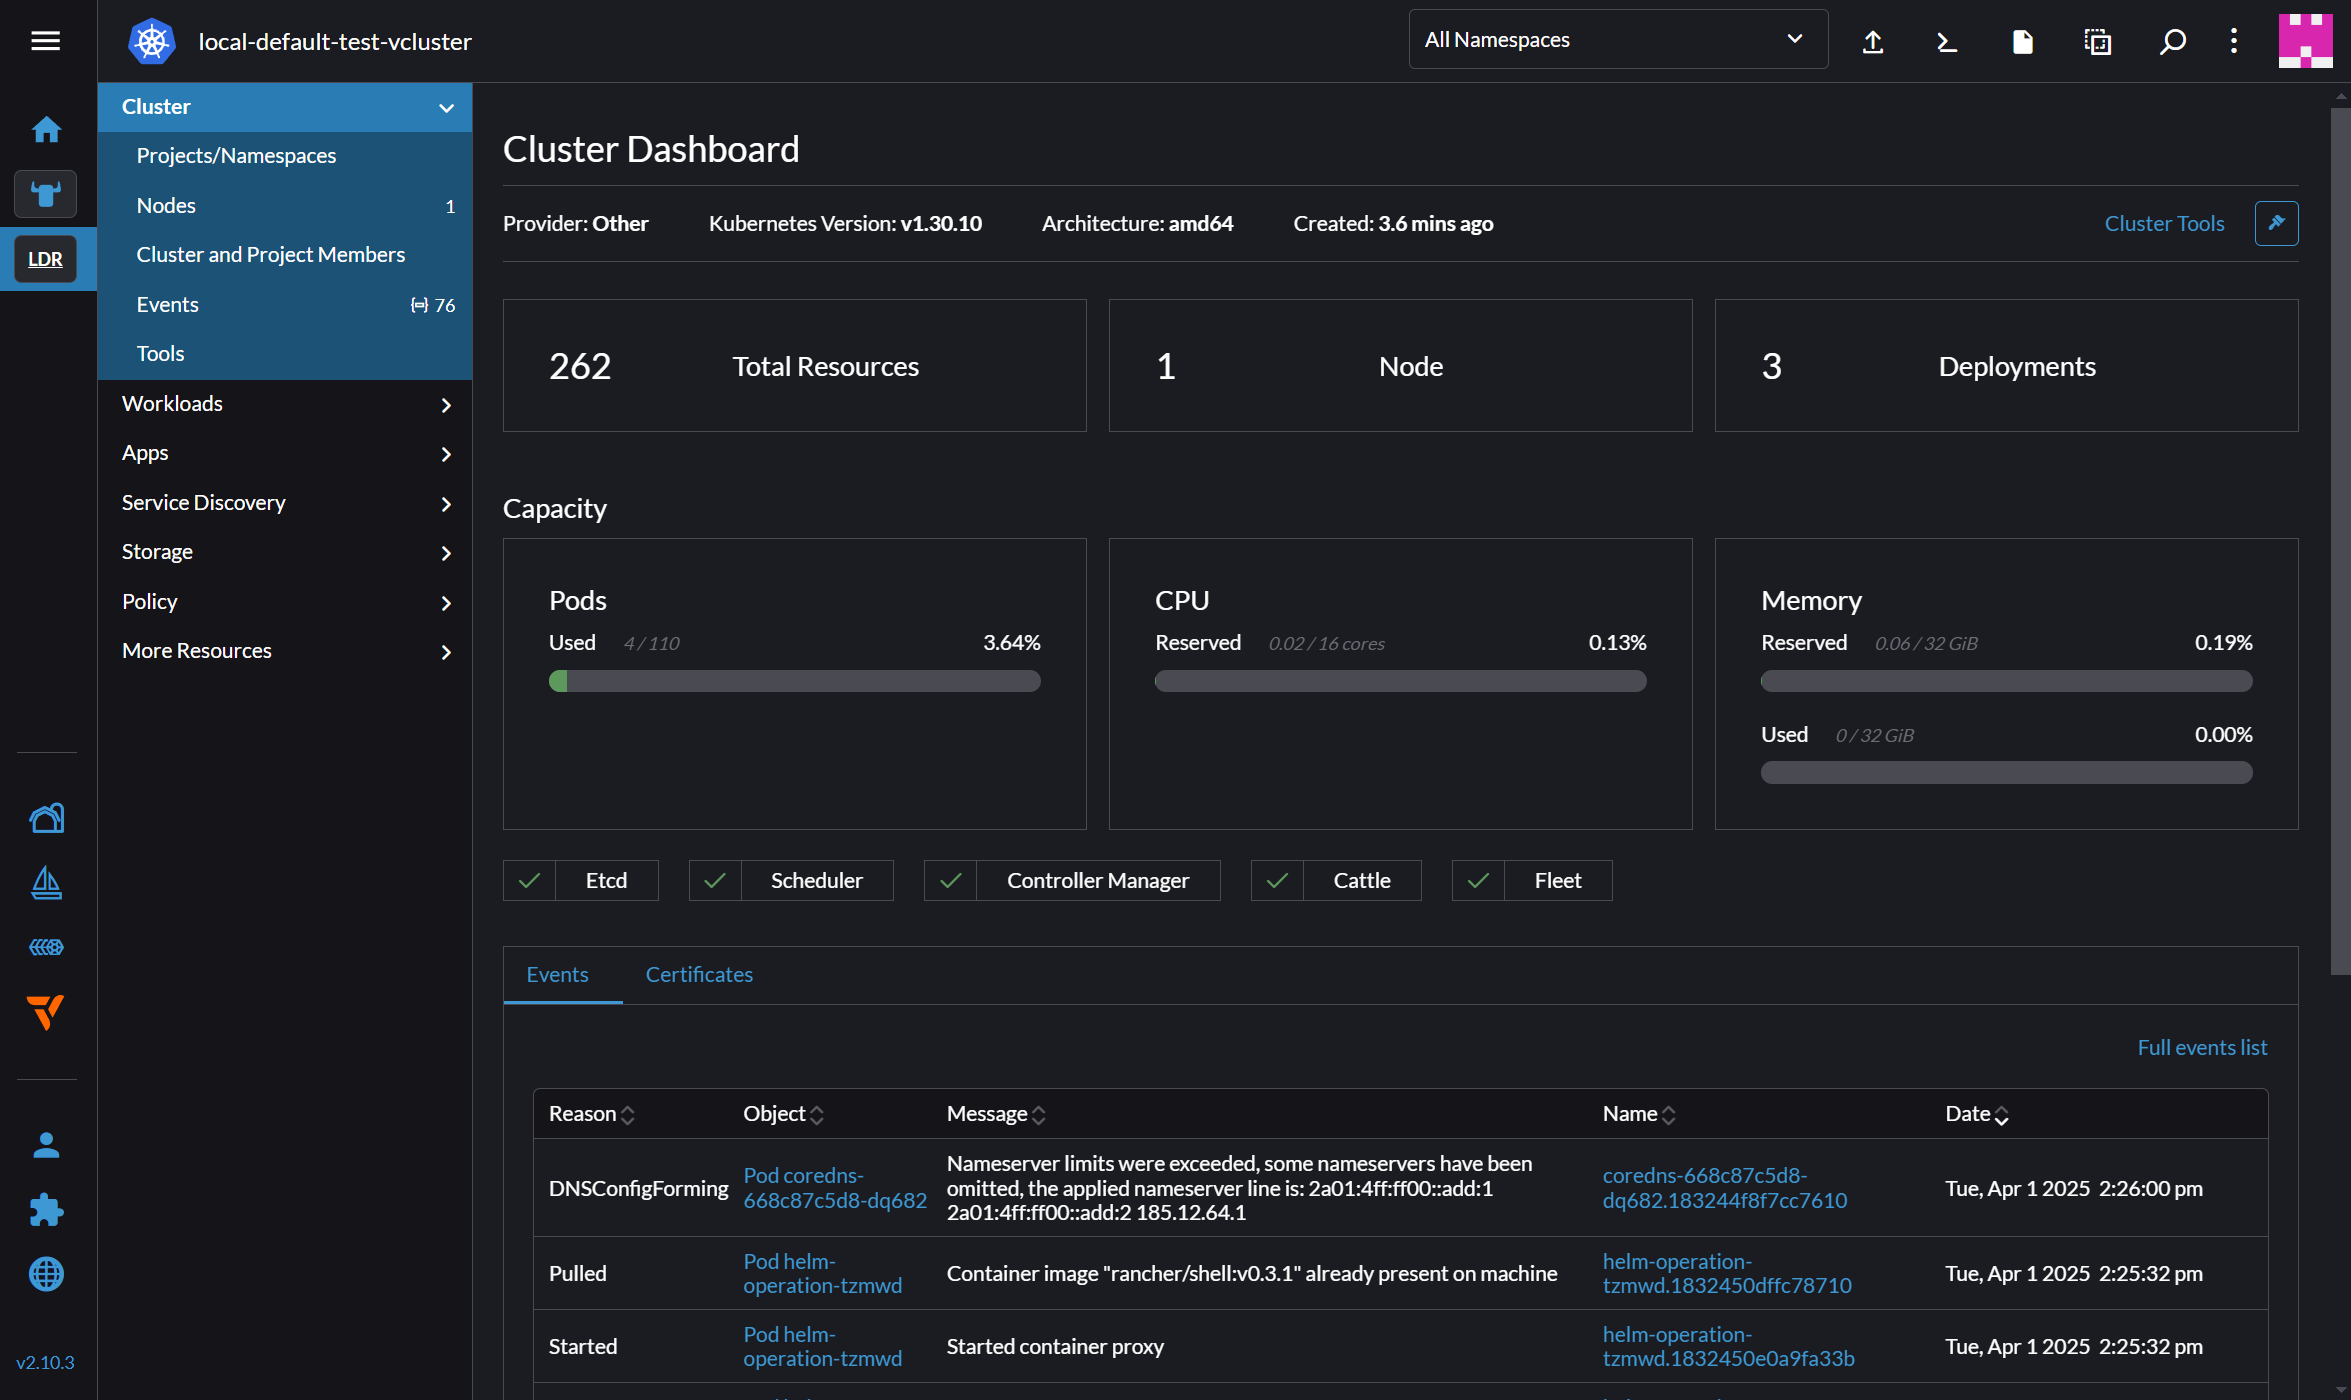 local-default-test-vcluster
All Namespaces
LDR
v2.10.3
Cluster
Projects/Namespaces
Nodes 1
Cluster and Project Members
Events 76
Tools
Workloads
Apps
Service Discovery
Storage
Policy
More Resources
Cluster Dashboard
Provider: Other Kubernetes Version: v1.30.10 Architecture: amd64 Created: 3.6 mins ago Cluster Tools
262 Total Resources
1 Node
3 Deployments
Capacity
Pods
Used 4 / 110 3.64%
CPU
Reserved 0.02 / 16 cores 0.13%
Memory
Reserved 0.06 / 32 GiB 0.19%
Used 0 / 32 GiB 0.00%
Etcd Scheduler Controller Manager Cattle Fleet
Events Certificates
Full events list
Reason Object Message Name Date
DNSConfigForming
Pod coredns-
668c87c5d8-dq682
Nameserver limits were exceeded, some nameservers have been
omitted, the applied nameserver line is: 2a01:4ff:ff00::add:1
2a01:4ff:ff00::add:2 185.12.64.1
coredns-668c87c5d8-
dq682.183244f8f7cc7610
Tue, Apr 1 2025 2:26:00 pm
Pulled
Pod helm-
operation-tzmwd
Container image "rancher/shell:v0.3.1" already present on machine
helm-operation-
tzmwd.1832450dffc78710
Tue, Apr 1 2025 2:25:32 pm
Started
Pod helm-
operation-tzmwd
Started container proxy
helm-operation-
tzmwd.1832450e0a9fa33b
Tue, Apr 1 2025 2:25:32 pm